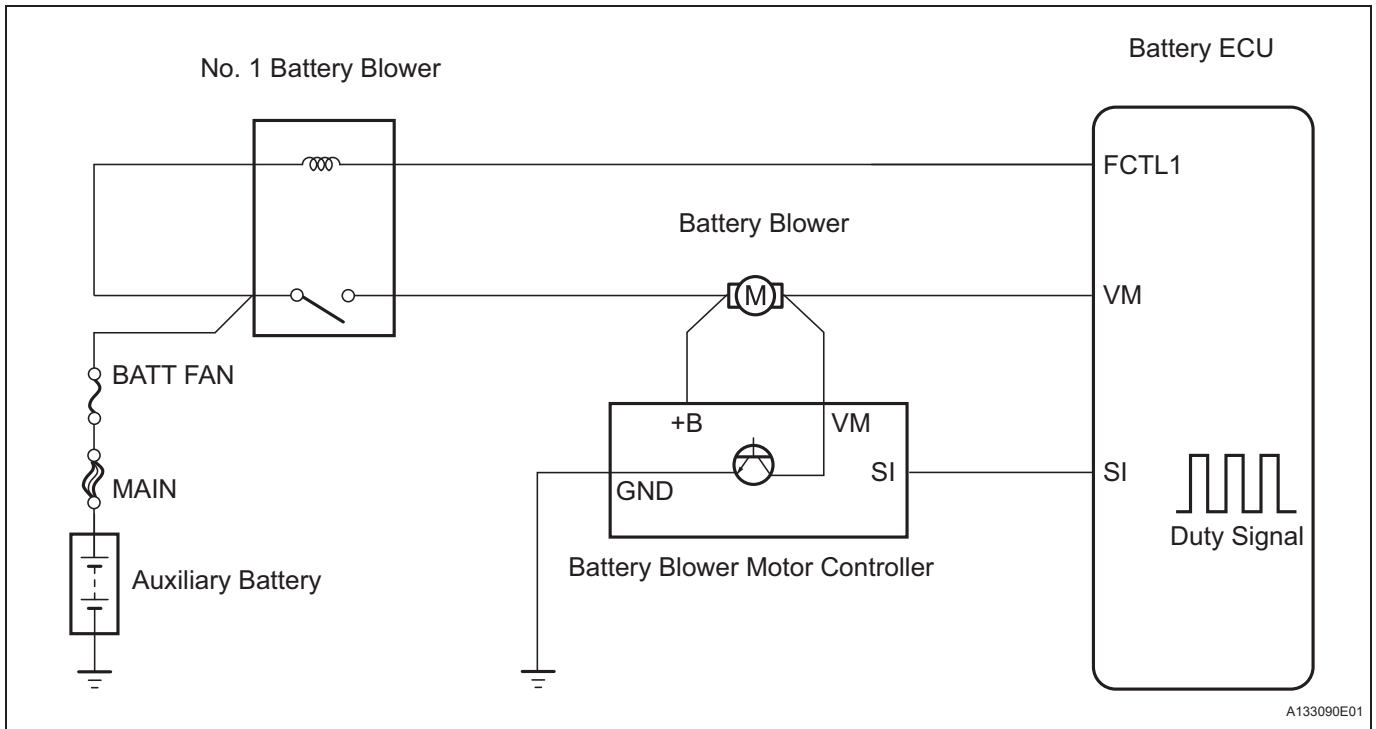 Battery ECU
No. 1 Battery Blower
FCTL1
Battery Blower
M
VM
BATT FAN
+B
VM
MAIN
GND
SI
SI
Duty Signal
Battery Blower Motor Controller
Auxiliary Battery
A133090E01